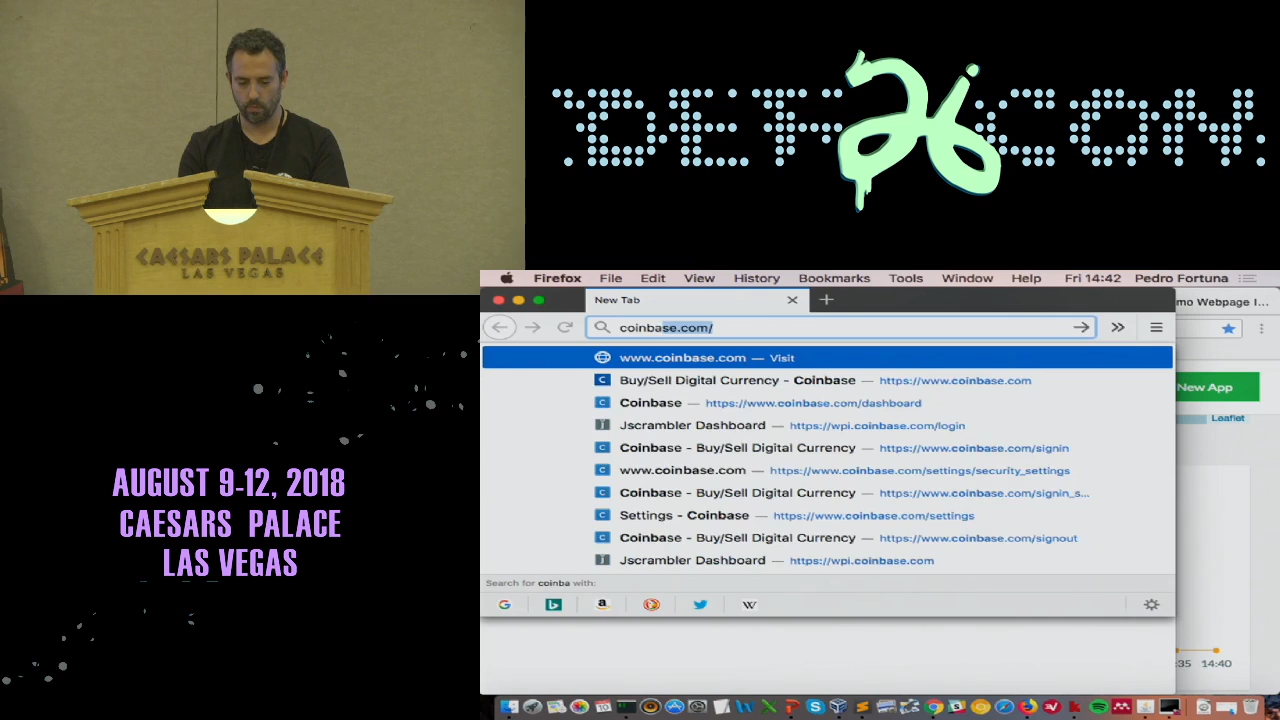 DEF CON 26
CAESARS PALACE
LAS VEGAS
Firefox File Edit View History Bookmarks Tools Window Help Fri 14:42 Pedro Fortuna
New Tab
mo Webpage I...
coinbase.com/
www.coinbase.com — Visit
Buy/Sell Digital Currency - Coinbase — https://www.coinbase.com
New App
Coinbase — https://www.coinbase.com/dashboard
Leaflet
Jscrambler Dashboard — https://wpi.coinbase.com/login
Coinbase - Buy/Sell Digital Currency — https://www.coinbase.com/signin
www.coinbase.com — https://www.coinbase.com/settings/security_settings
Coinbase - Buy/Sell Digital Currency — https://www.coinbase.com/signin_s...
Settings - Coinbase — https://www.coinbase.com/settings
Coinbase - Buy/Sell Digital Currency — https://www.coinbase.com/signout
Jscrambler Dashboard — https://wpi.coinbase.com
Search for coinba with:
:35 14:40
AUGUST 9-12, 2018
CAESARS PALACE
LAS VEGAS